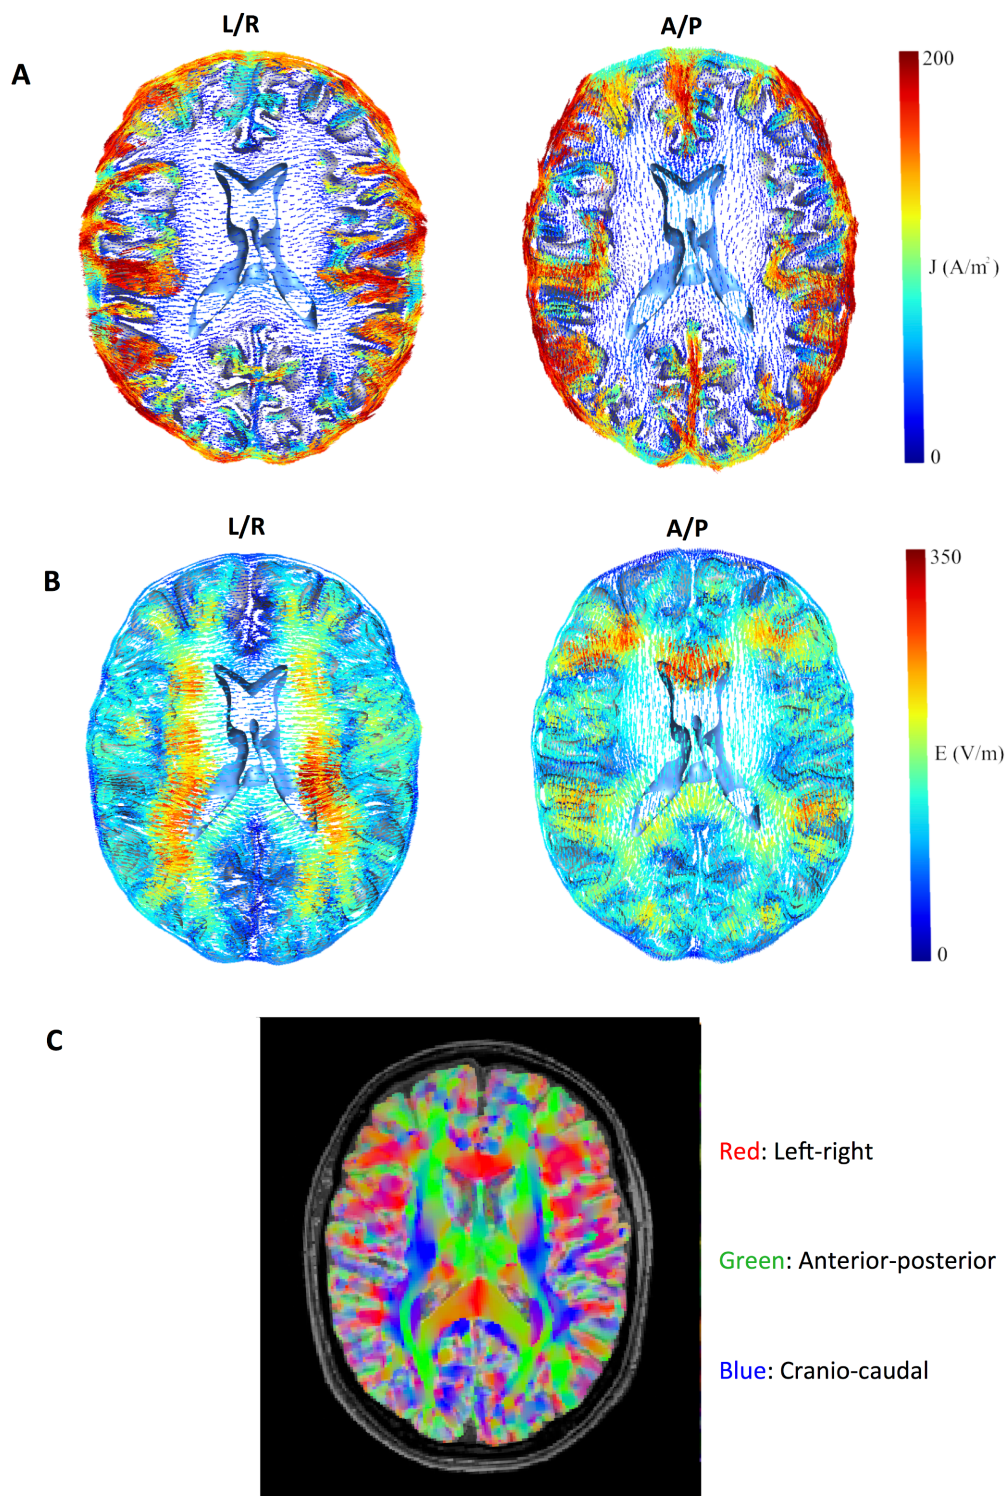 L/R
A/P
A
200
J (A/m²)
0
L/R
A/P
B
350
E (V/m)
0
C
Red: Left-right
Green: Anterior-posterior
Blue: Cranio-caudal